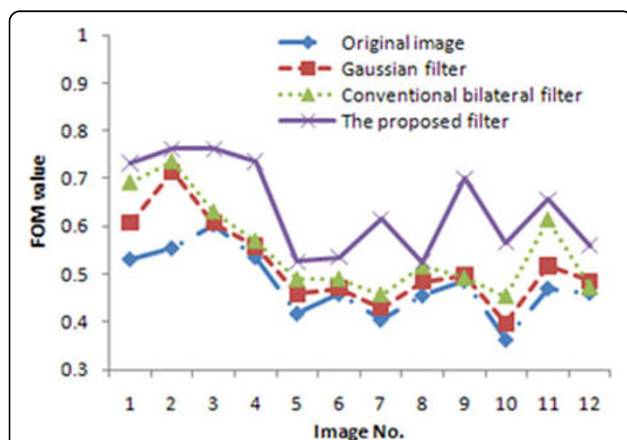 1
0.9
0.8
0.7
0.6
0.5
0.4
0.3
FOM value
Original image
Gaussian filter
Conventional bilateral filter
The proposed filter
1 2 3 4 5 6 7 8 9 10 11 12
Image No.